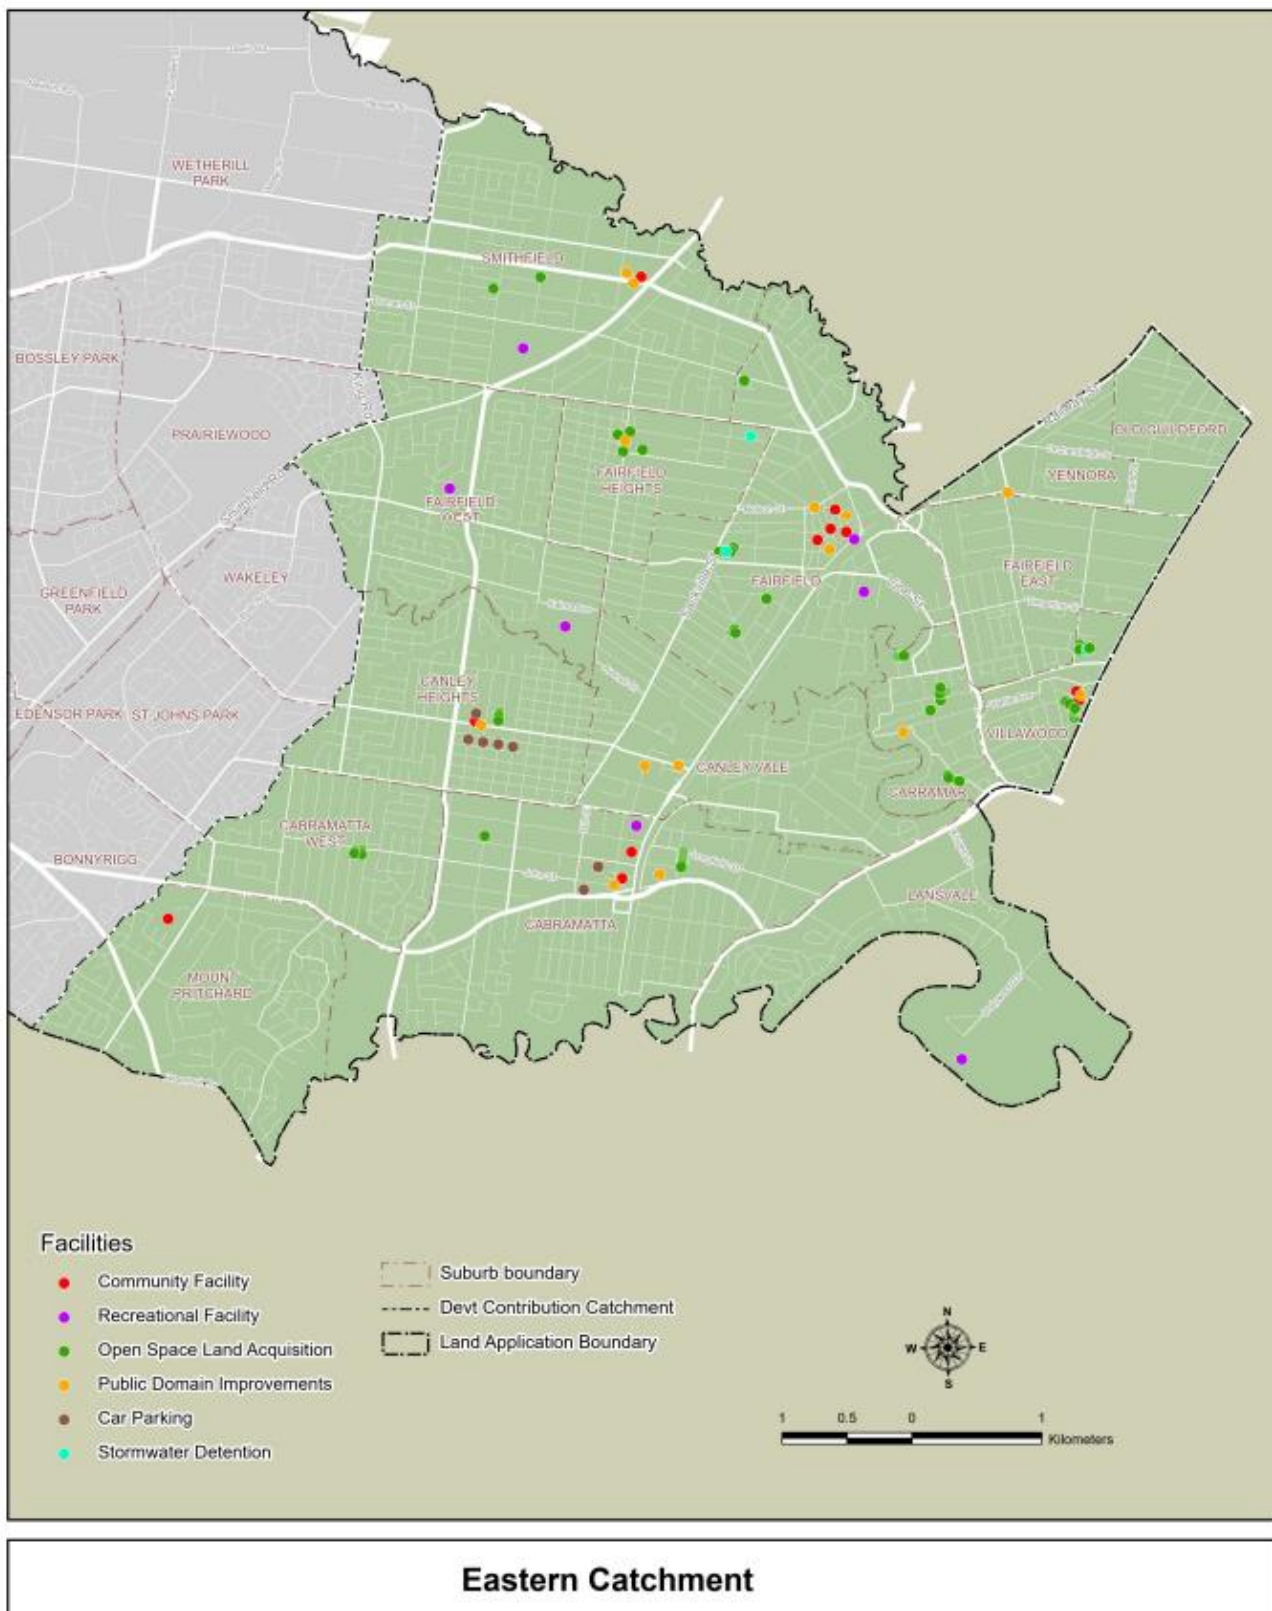 WETHERILL
PARK
SMITHFIELD
BOSSLEY PARK
PRAIRIEWOOD
OLD GUILDFORD
YENNORA
FAIRFIELD
HEIGHTS
FAIRFIELD
WEST
FAIRFIELD
EAST
FAIRFIELD
WAKELEY
GREENFIELD
PARK
CANLEY
HEIGHTS
EDENSOR PARK
ST JOHNS PARK
VILLAWOOD
CANLEY VALE
CARRAMAR
CABRAMATTA
WEST
BONNYRIGG
LANSVALE
CABRAMATTA
MOUNT
PRITCHARD
Facilities
Community Facility
Recreational Facility
Open Space Land Acquisition
Public Domain Improvements
Car Parking
Stormwater Detention
Suburb boundary
Devt Contribution Catchment
Land Application Boundary
N
W E
S
1 0.5 0 1
Kilometers
Eastern Catchment